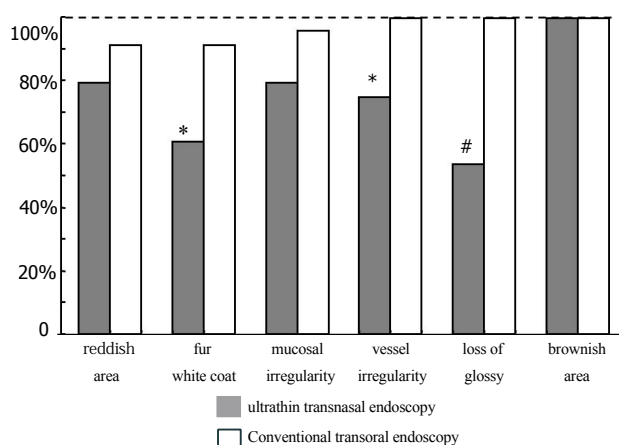 100%
80%
60%
40%
20%
0
*
*
#
reddish area
fur white coat
mucosal irregularity
vessel irregularity
loss of glossy
brownish area
ultrathin transnasal endoscopy
Conventional transoral endoscopy